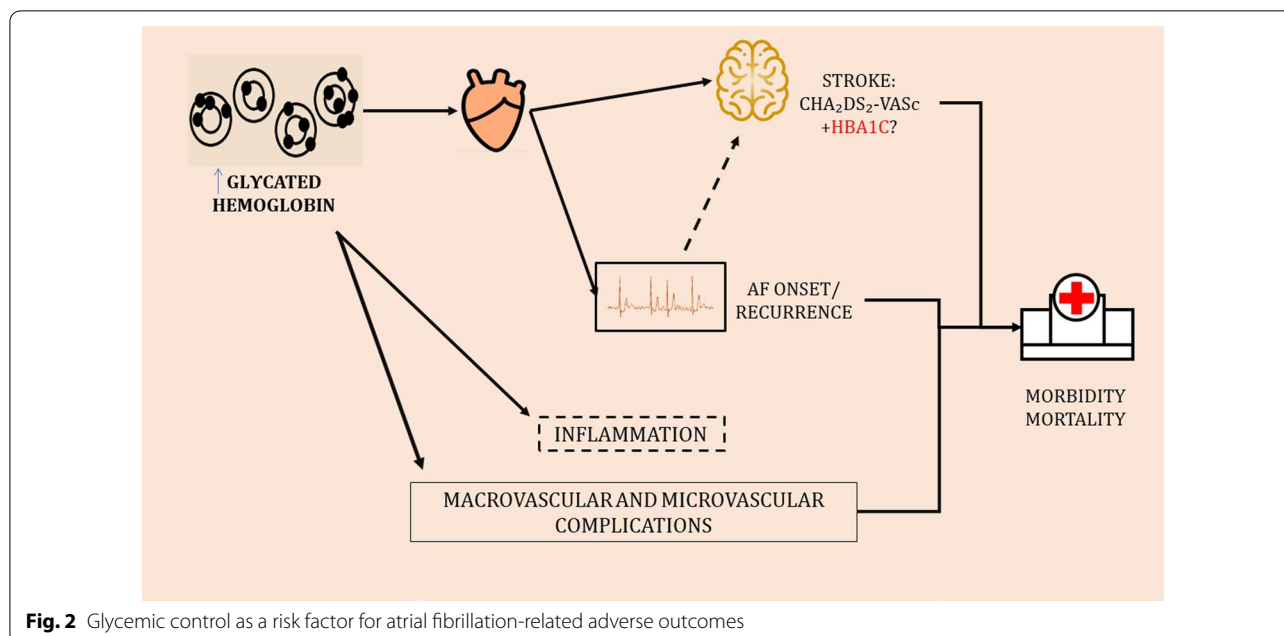 GLYCATED
HEMOGLOBIN
STROKE:
CHA₂DS₂-VASc
+HBA1C?
AF ONSET/
RECURRENCE
INFLAMMATION
MACROVASCULAR AND MICROVASCULAR
COMPLICATIONS
MORBIDITY
MORTALITY
Fig. 2 Glycemic control as a risk factor for atrial fibrillation-related adverse outcomes